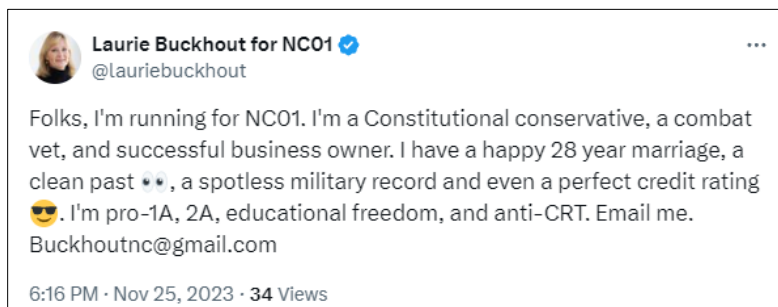 Laurie Buckhout for NC01
@lauriebuckhout
Folks, I'm running for NC01. I'm a Constitutional conservative, a combat
vet, and successful business owner. I have a happy 28 year marriage, a
clean past 👀, a spotless military record and even a perfect credit rating
😎. I'm pro-1A, 2A, educational freedom, and anti-CRT. Email me.
Buckhoutnc@gmail.com
6:16 PM · Nov 25, 2023 · 34 Views